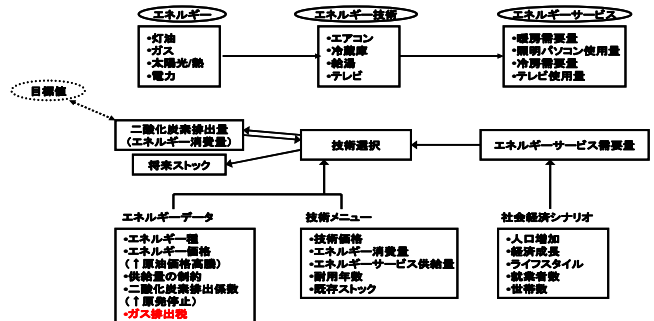 エネルギー
エネルギー技術
エネルギーサービス
・灯油
・ガス
・太陽光/熱
・電力
・エアコン
・冷蔵庫
・給湯
・テレビ
・暖房需要量
・照明パソコン使用量
・冷房需要量
・テレビ使用量
目標値
二酸化炭素排出量
(エネルギー消費量)
将来ストック
技術選択
エネルギーサービス需要量
エネルギーデータ
・エネルギー種
・エネルギー価格
(↑原油価格高騰)
・供給量の制約
・二酸化炭素排出係数
(↑原発停止)
・ガス排出税
技術メニュー
・技術価格
・エネルギー消費量
・エネルギーサービス供給量
・耐用年数
・既存ストック
社会経済シナリオ
・人口増加
・経済成長
・ライフスタイル
・就業者数
・世帯数